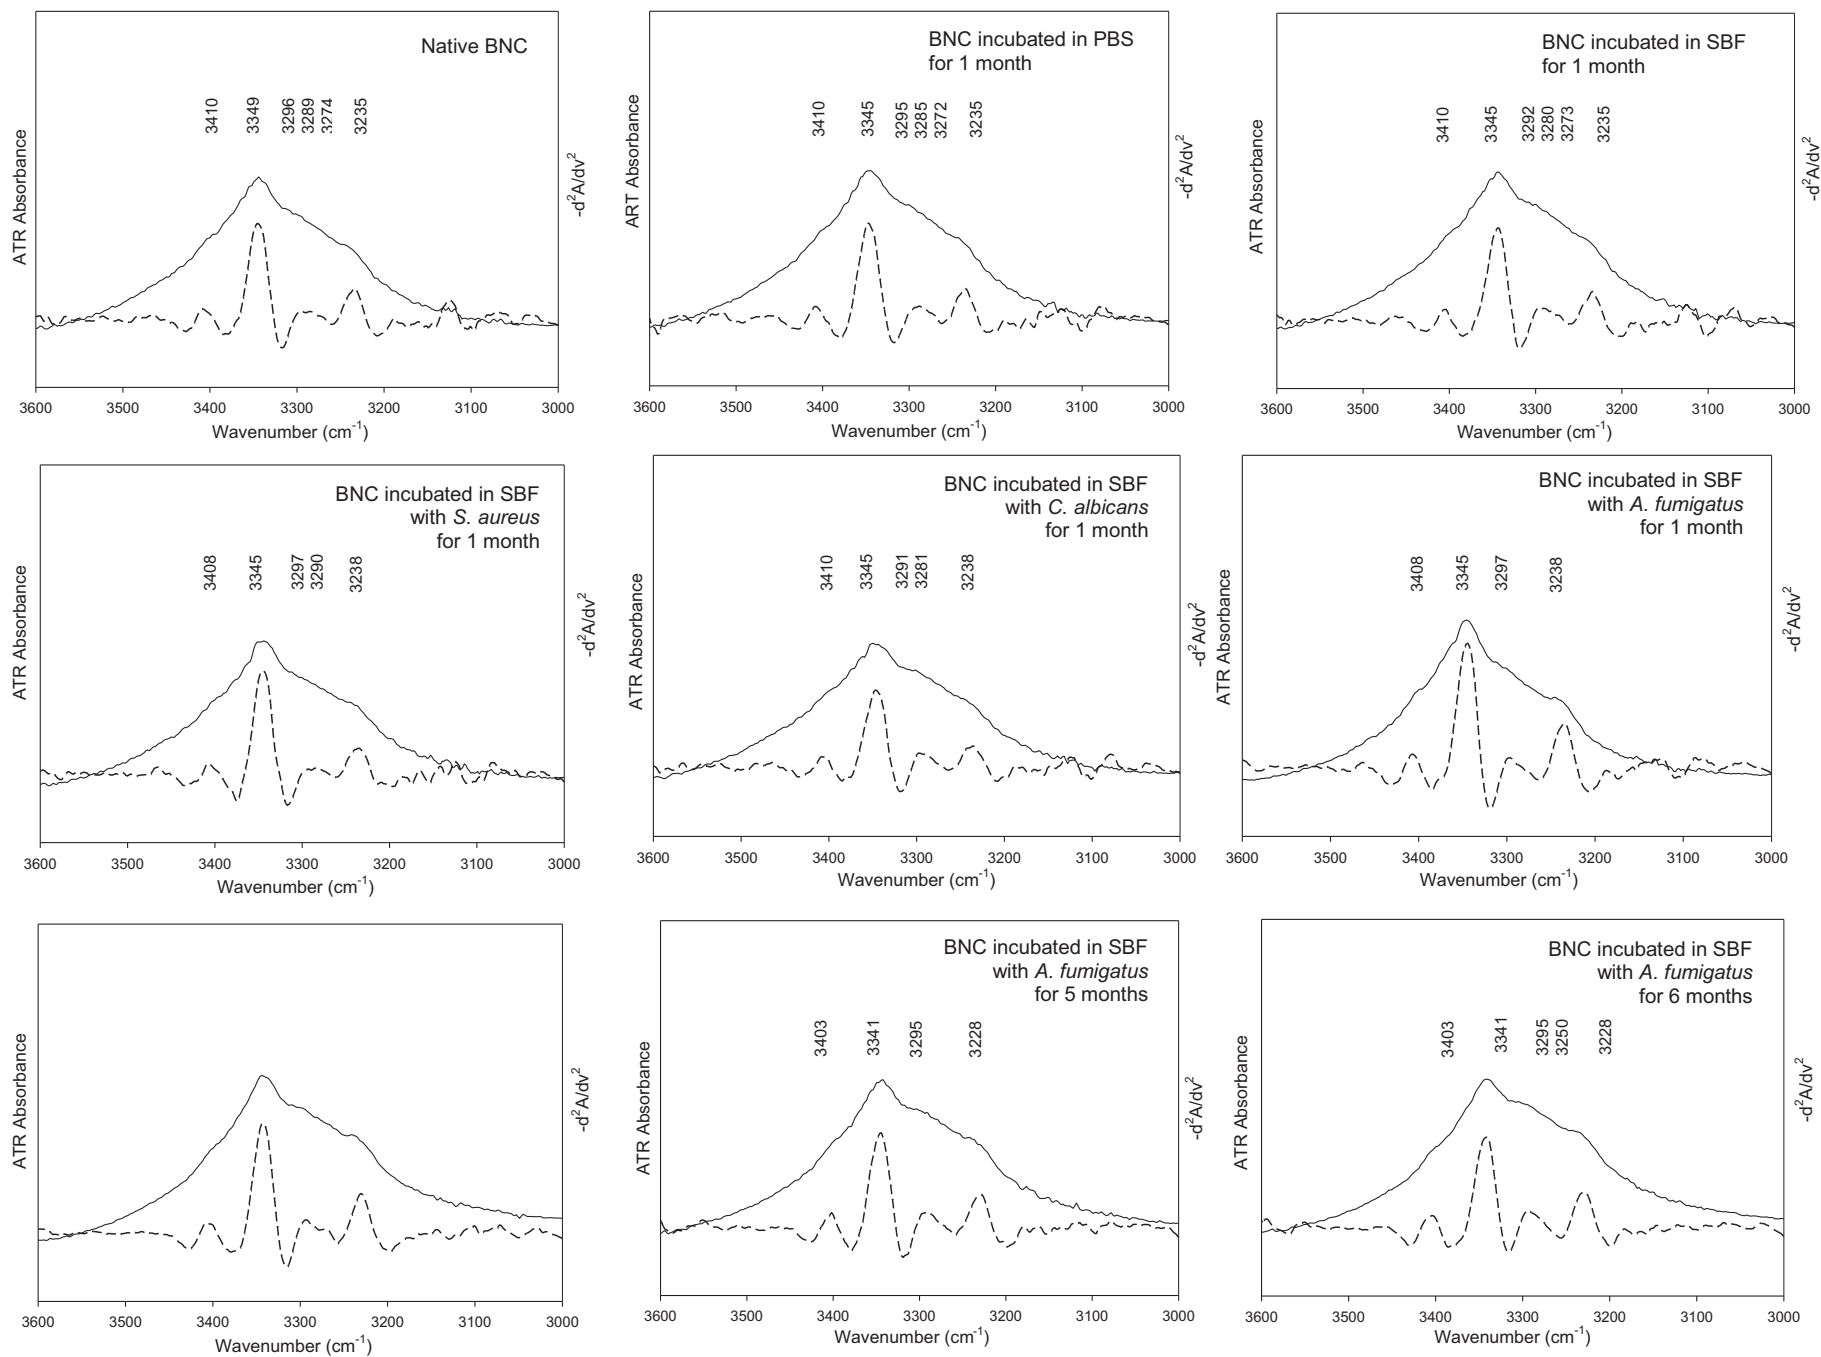 Native BNC
3410 3349 3296 3289 3274 3235
ATR Absorbance
-d²A/dv²
3600 3500 3400 3300 3200 3100 3000
Wavenumber (cm⁻¹)
BNC incubated in PBS
for 1 month
3410 3345 3295 3285 3272 3235
ART Absorbance
-d²A/dv²
3600 3500 3400 3300 3200 3100 3000
Wavenumber (cm⁻¹)
BNC incubated in SBF
for 1 month
3410 3345 3292 3280 3273 3235
ATR Absorbance
-d²A/dv²
3600 3500 3400 3300 3200 3100 3000
Wavenumber (cm⁻¹)
BNC incubated in SBF
with S. aureus
for 1 month
3408 3345 3297 3290 3238
ATR Absorbance
-d²A/dv²
3600 3500 3400 3300 3200 3100 3000
Wavenumber (cm⁻¹)
BNC incubated in SBF
with C. albicans
for 1 month
3410 3345 3291 3281 3238
ATR Absorbance
-d²A/dv²
3600 3500 3400 3300 3200 3100 3000
Wavenumber (cm⁻¹)
BNC incubated in SBF
with A. fumigatus
for 1 month
3408 3345 3297 3238
ATR Absorbance
-d²A/dv²
3600 3500 3400 3300 3200 3100 3000
Wavenumber (cm⁻¹)
ATR Absorbance
-d²A/dv²
3600 3500 3400 3300 3200 3100 3000
Wavenumber (cm⁻¹)
BNC incubated in SBF
with A. fumigatus
for 5 months
3403 3341 3295 3228
ATR Absorbance
-d²A/dv²
3600 3500 3400 3300 3200 3100 3000
Wavenumber (cm⁻¹)
BNC incubated in SBF
with A. fumigatus
for 6 months
3403 3341 3295 3250 3228
ATR Absorbance
-d²A/dv²
3600 3500 3400 3300 3200 3100 3000
Wavenumber (cm⁻¹)